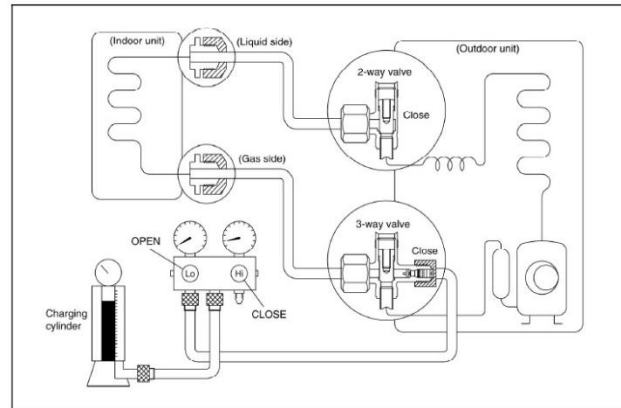 (Indoor unit)
(Liquid side)
(Outdoor unit)
2-way valve
Close
(Gas side)
3-way valve
Close
OPEN
Lo
Hi
CLOSE
Charging
cylinder